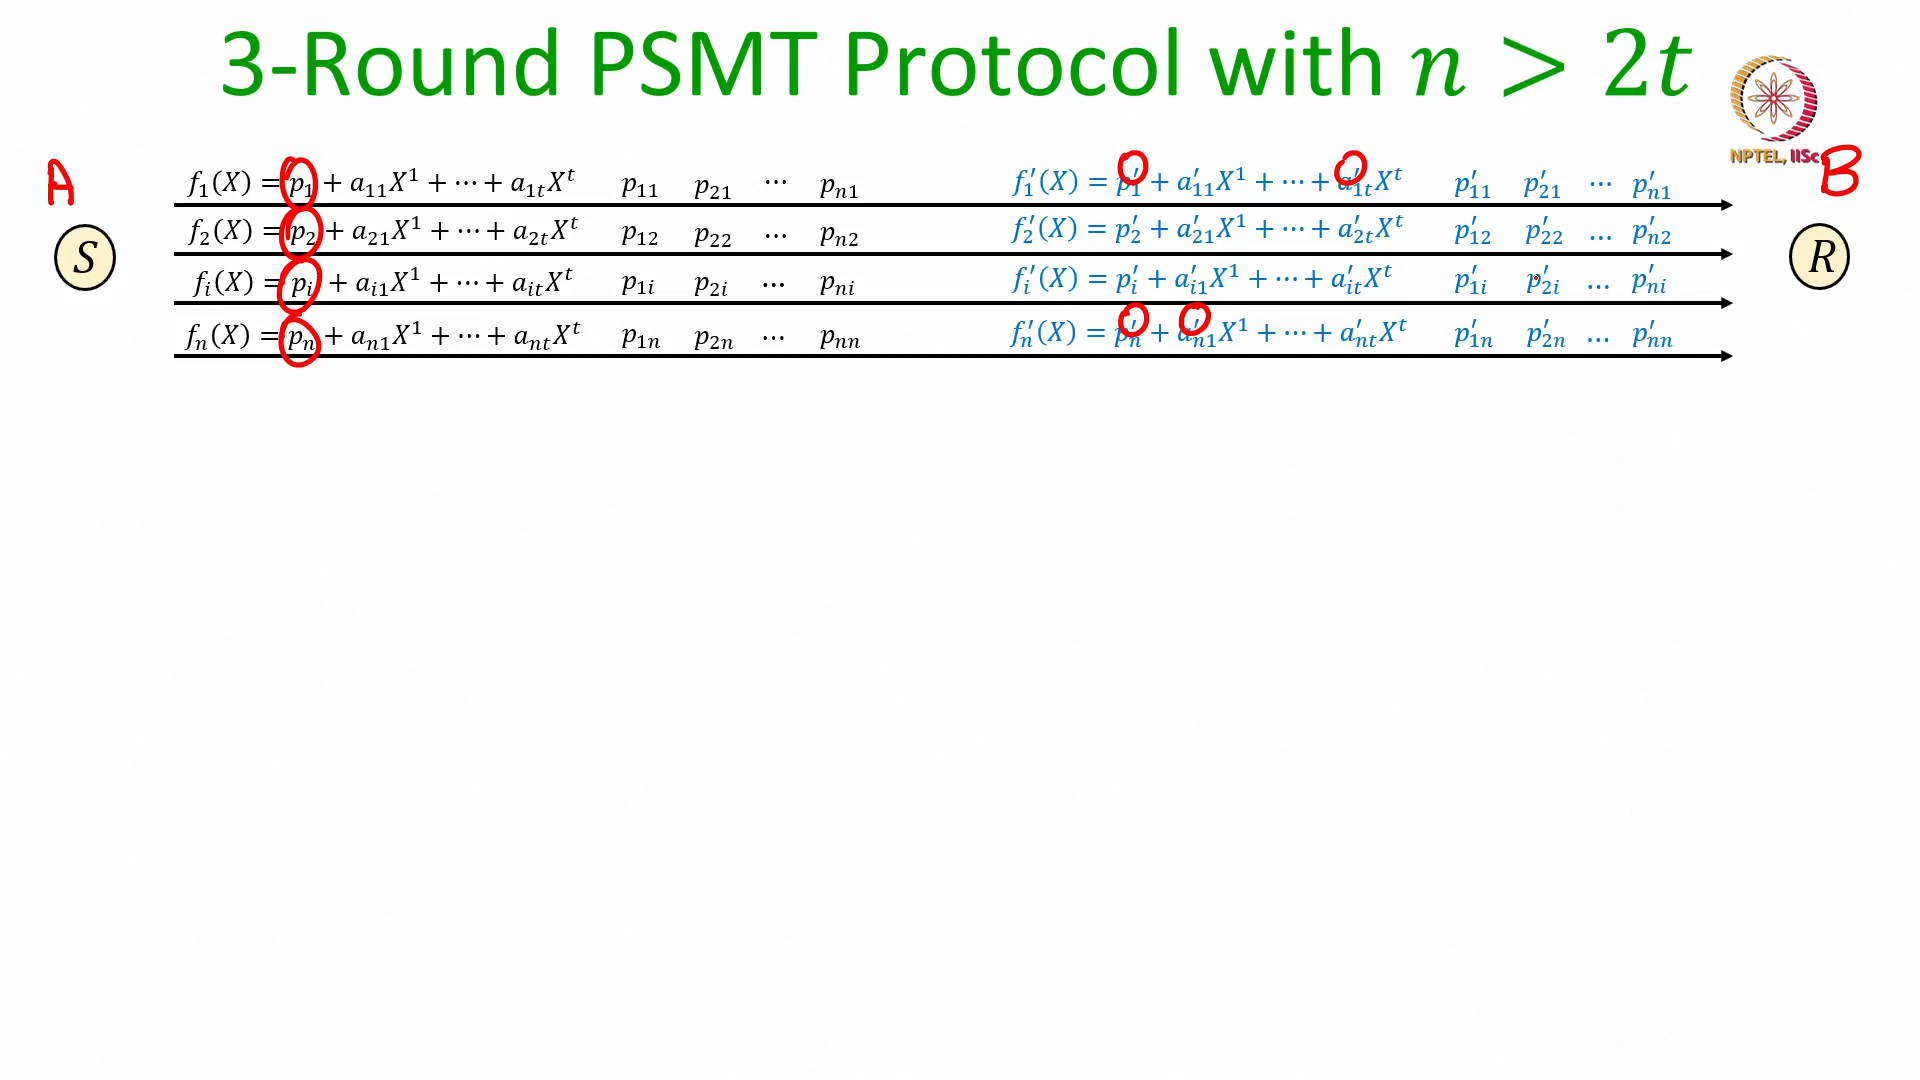 3-Round PSMT Protocol with n > 2t
NPTEL, IISc
A
B
f₁(X) = p₁ + a₁₁X¹ + ⋯ + a₁ₜXᵗ p₁₁ p₂₁ ⋯ pₙ₁ f₁′(X) = p₁′ + a₁₁′X¹ + ⋯ + a₁ₜ′Xᵗ p₁₁′ p₂₁′ ⋯ pₙ₁′
f₂(X) = p₂ + a₂₁X¹ + ⋯ + a₂ₜXᵗ p₁₂ p₂₂ … pₙ₂ f₂′(X) = p₂′ + a₂₁′X¹ + ⋯ + a₂ₜ′Xᵗ p₁₂′ p₂₂′ … pₙ₂′
S
R
fᵢ(X) = pᵢ + aᵢ₁X¹ + ⋯ + aᵢₜXᵗ p₁ᵢ p₂ᵢ … pₙᵢ fᵢ′(X) = pᵢ′ + aᵢ₁′X¹ + ⋯ + aᵢₜ′Xᵗ p₁ᵢ′ p₂ᵢ′ … pₙᵢ′
fₙ(X) = pₙ + aₙ₁X¹ + ⋯ + aₙₜXᵗ p₁ₙ p₂ₙ … pₙₙ fₙ′(X) = pₙ′ + aₙ₁′X¹ + ⋯ + aₙₜ′Xᵗ p₁ₙ′ p₂ₙ′ … pₙₙ′